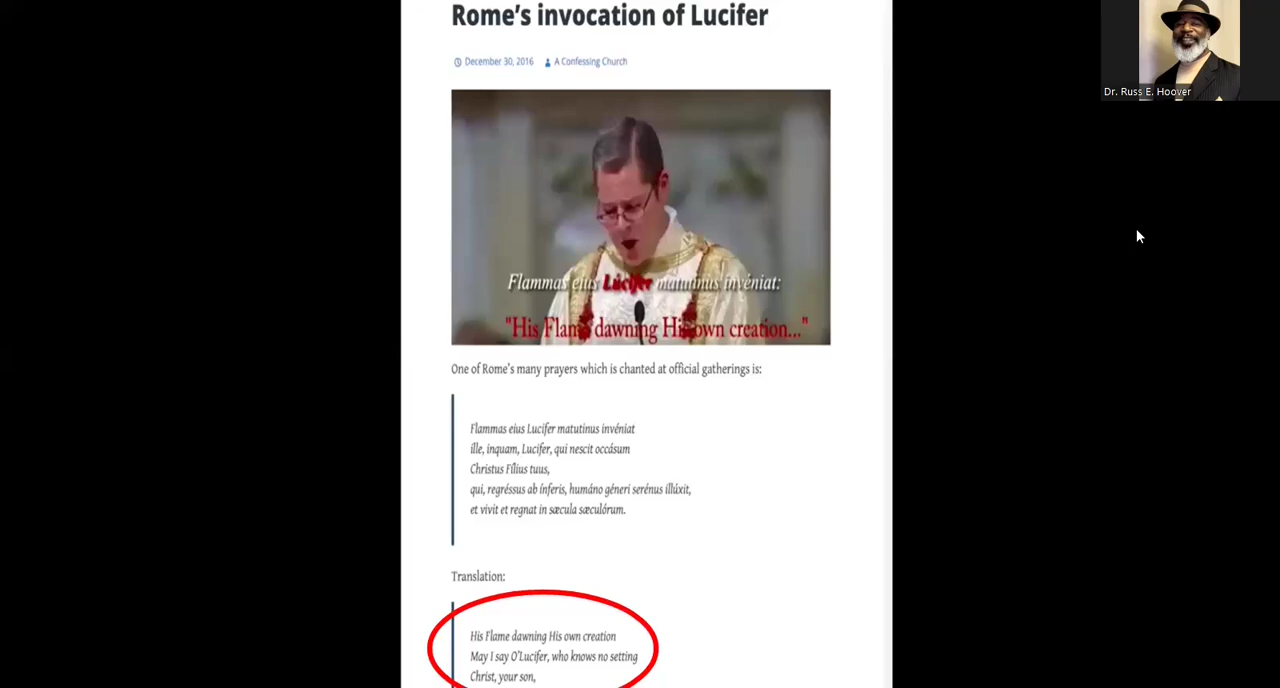 Rome's invocation of Lucifer
December 30, 2016 A Confessing Church
Dr. Russ E. Hoover
Flammas eius Lúcifer matutinus invéniat:
"His Flame dawning His own creation..."
One of Rome's many prayers which is chanted at official gatherings is:
Flammas eius Lucifer matutinus invéniat
ille, inquam, Lucifer, qui nescit occásum
Christus Fílius tuus,
qui, regréssus ab ínferis, humáno géneri serénus illúxit,
et vivit et regnat in sæcula sæculórum.
Translation:
His Flame dawning His own creation
May I say O'Lucifer, who knows no setting
Christ, your son,